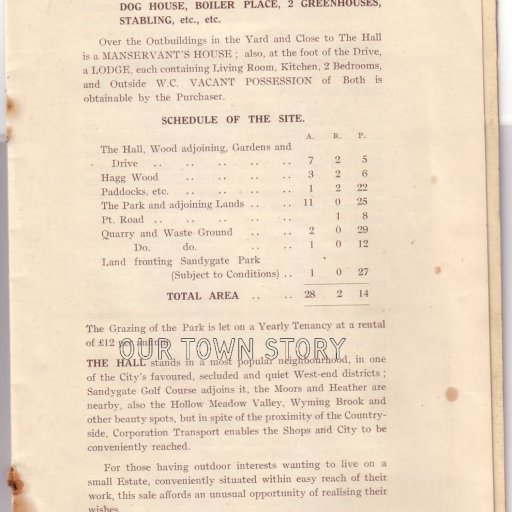 DOG HOUSE, BOILER PLACE, 2 GREENHOUSES,
STABLING, etc., etc.
Over the Outbuildings in the Yard and Close to The Hall
is a MANSERVANT'S HOUSE ; also, at the foot of the Drive,
a LODGE, each containing Living Room, Kitchen, 2 Bedrooms,
and Outside W.C. VACANT POSSESSION of Both is
obtainable by the Purchaser.
SCHEDULE OF THE SITE.
A. R. P.
The Hall, Wood adjoining, Gardens and
Drive .. .. .. .. .. 7 2 5
Hagg Wood .. .. .. .. 3 2 6
Paddocks, etc. .. .. .. .. 1 2 22
The Park and adjoining Lands .. .. 11 0 25
Pt. Road .. .. .. .. .. 1 8
Quarry and Waste Ground .. .. 2 0 29
Do. do. .. .. 1 0 12
Land fronting Sandygate Park
(Subject to Conditions) .. 1 0 27
TOTAL AREA .. .. 28 2 14
The Grazing of the Park is let on a Yearly Tenancy at a rental
of £12 per annum.
OUR TOWN STORY
THE HALL stands in a most popular neighbourhood, in one
of the City's favoured, secluded and quiet West-end districts ;
Sandygate Golf Course adjoins it, the Moors and Heather are
nearby, also the Hollow Meadow Valley, Wyming Brook and
other beauty spots, but in spite of the proximity of the Country-
side, Corporation Transport enables the Shops and City to be
conveniently reached.
For those having outdoor interests wanting to live on a
small Estate, conveniently situated within easy reach of their
work, this sale affords an unusual opportunity of realising their
wishes.